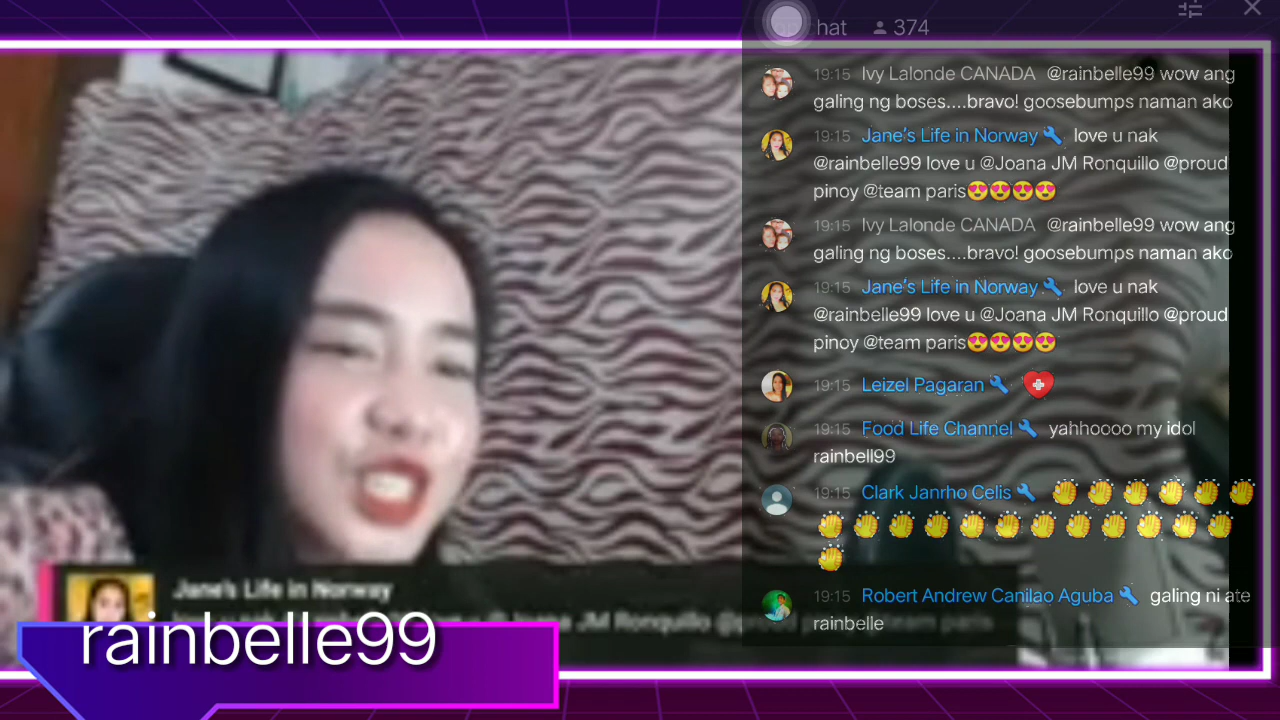 hat 374
19:15 Ivy Lalonde CANADA @rainbelle99 wow ang
galing ng boses....bravo! goosebumps naman ako
19:15 Jane's Life in Norway love u nak
@rainbelle99 love u @Joana JM Ronquillo @proud
pinoy @team paris😍😍😍😍
19:15 Ivy Lalonde CANADA @rainbelle99 wow ang
galing ng boses....bravo! goosebumps naman ako
19:15 Jane's Life in Norway love u nak
@rainbelle99 love u @Joana JM Ronquillo @proud
pinoy @team paris😍😍😍😍
19:15 Leizel Pagaran
19:15 Food Life Channel yahhoooo my idol
rainbell99
19:15 Clark Janrho Celis
19:15 Robert Andrew Canilao Aguba galing ni ate
rainbelle
Jane's Life in Norway
JM Ronquillo @proud team paris
rainbelle99